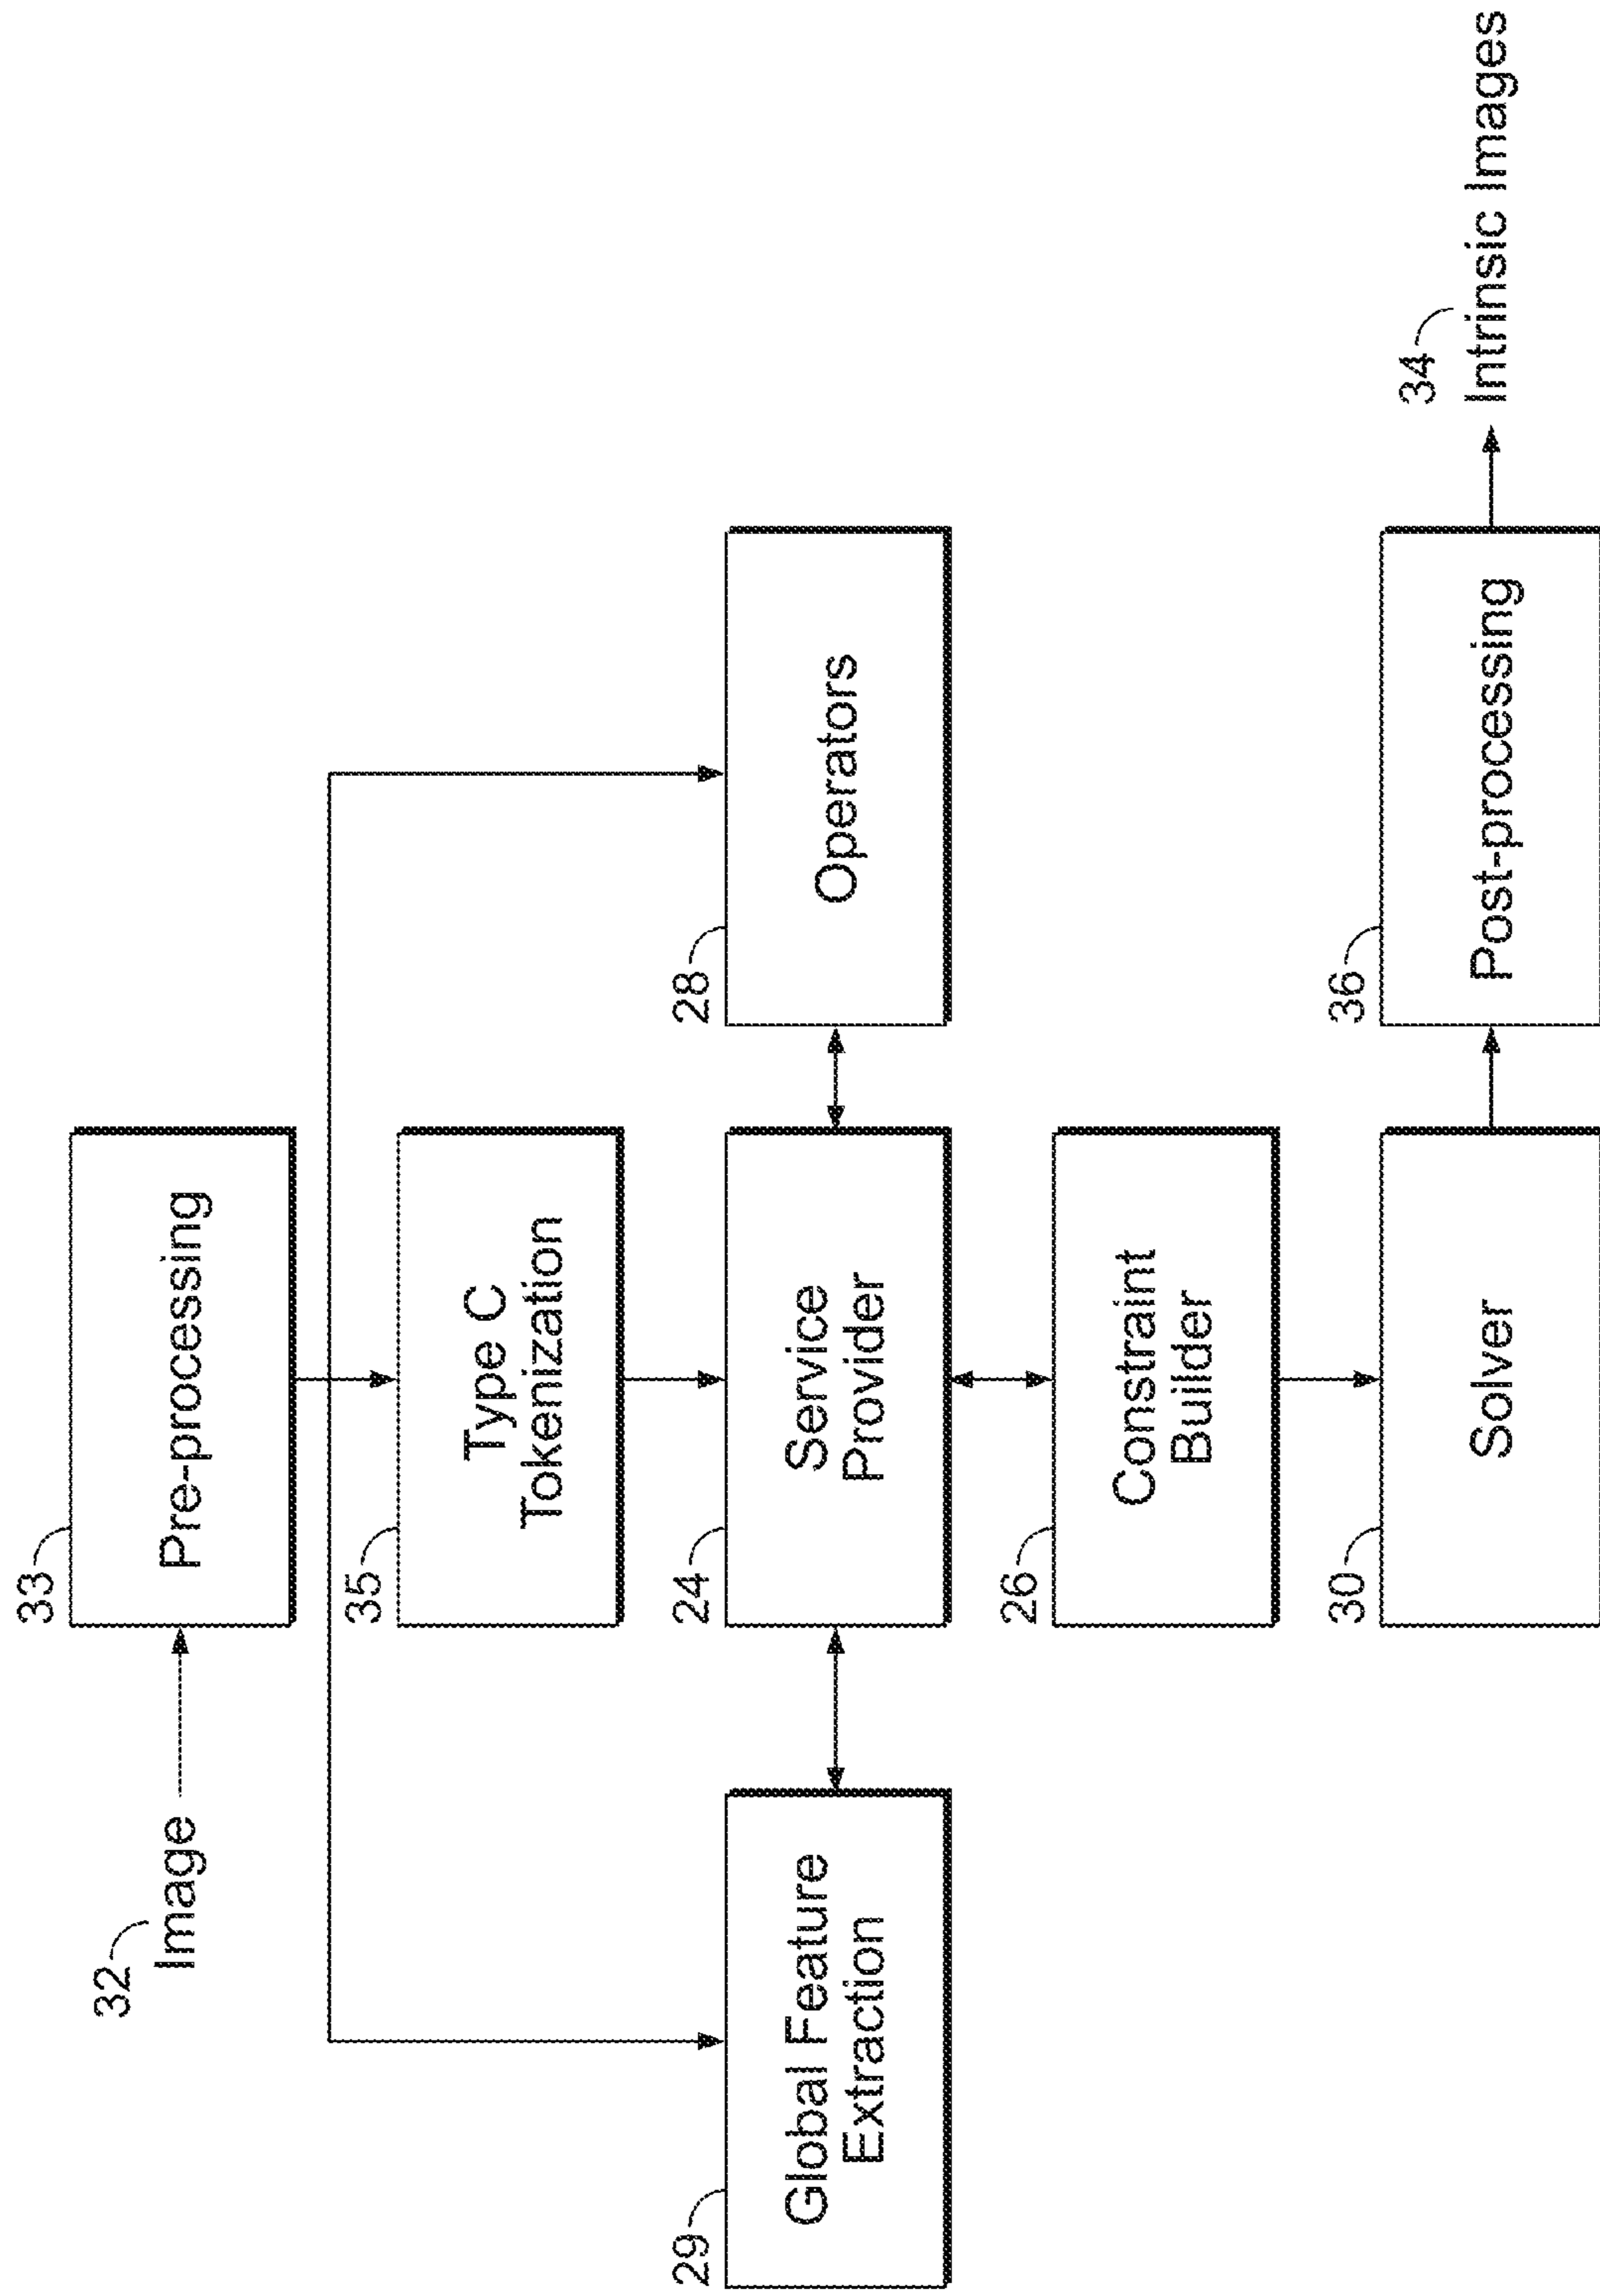 32
Image
33
Pre-processing
35
Type C
Tokenization
29
Global Feature
Extraction
24
Service
Provider
28
Operators
26
Constraint
Builder
30
Solver
36
Post-processing
34
Intrinsic Images